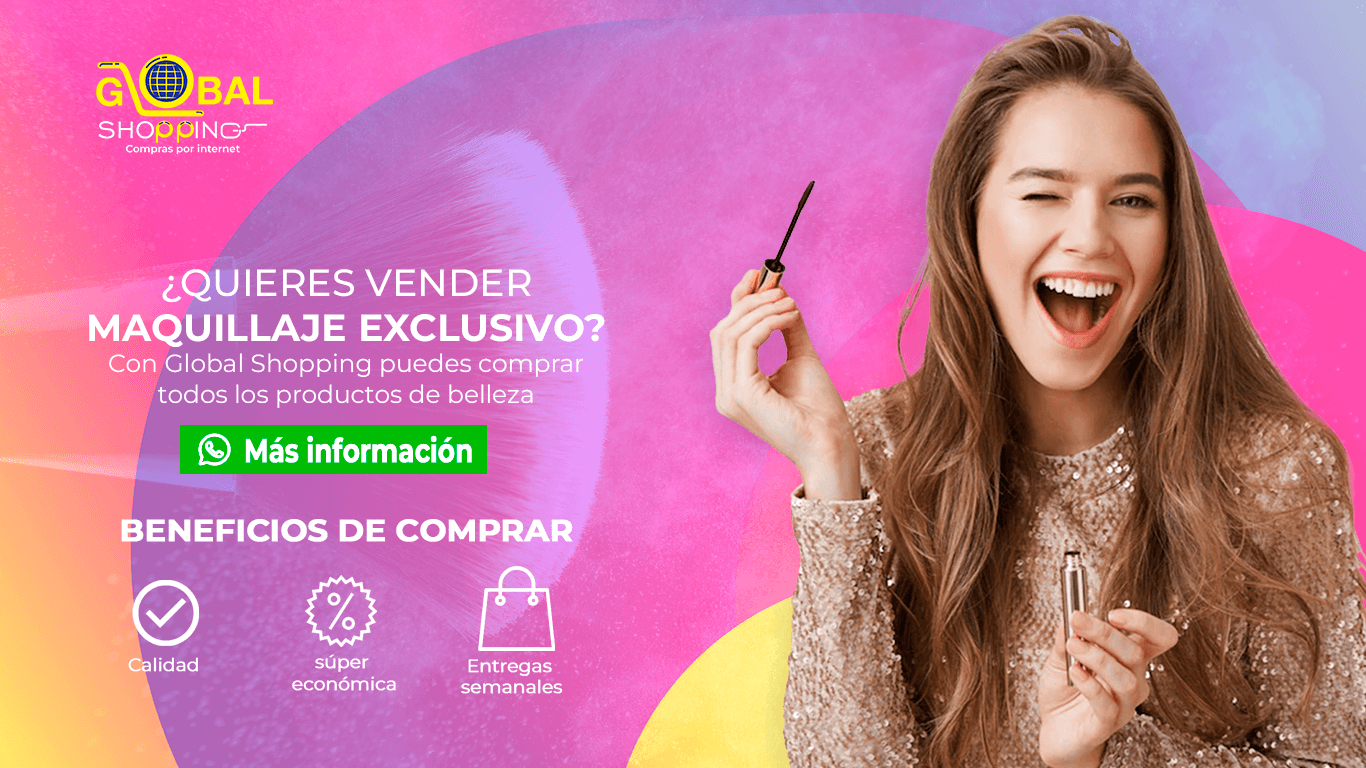 GLOBAL
SHOPPING
Compras por internet
¿QUIERES VENDER
MAQUILLAJE EXCLUSIVO?
Con Global Shopping puedes comprar
todos los productos de belleza
Más información
BENEFICIOS DE COMPRAR
Calidad
súper
económica
Entregas
semanales